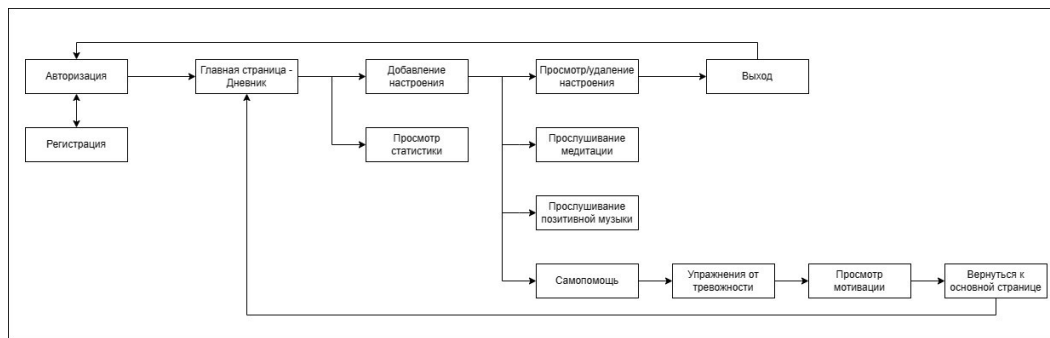 Авторизация
Главная страница -
Дневник
Добавление
настроения
Просмотр/удаление
настроения
Выход
Регистрация
Просмотр
статистики
Прослушивание
медитации
Прослушивание
позитивной музыки
Самопомощь
Упражнения от
тревожности
Просмотр
мотивации
Вернуться к
основной странице